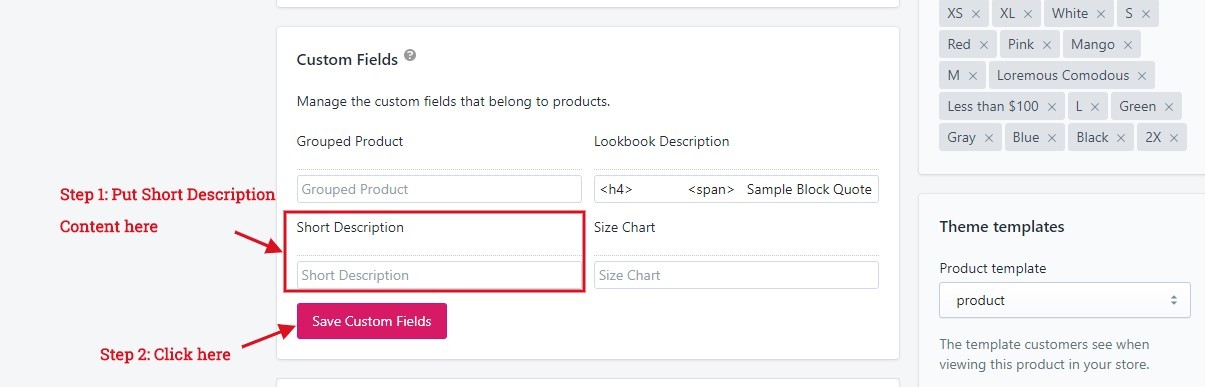 Custom Fields ?
Manage the custom fields that belong to products.
Grouped Product
Lookbook Description
Grouped Product
<h4> <span> Sample Block Quote
Step 1: Put Short Description
Content here
Short Description
Size Chart
Short Description
Size Chart
Save Custom Fields
Step 2: Click here
XS × XL × White × S ×
Red × Pink × Mango ×
M × Loremous Comodous ×
Less than $100 × L × Green ×
Gray × Blue × Black × 2X ×
Theme templates
Product template
product
The template customers see when
viewing this product in your store.